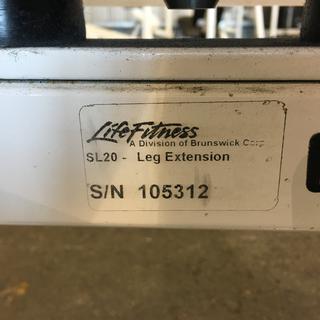 LifeFitness
A Division of Brunswick Corp
SL20 - Leg Extension
S/N 105312